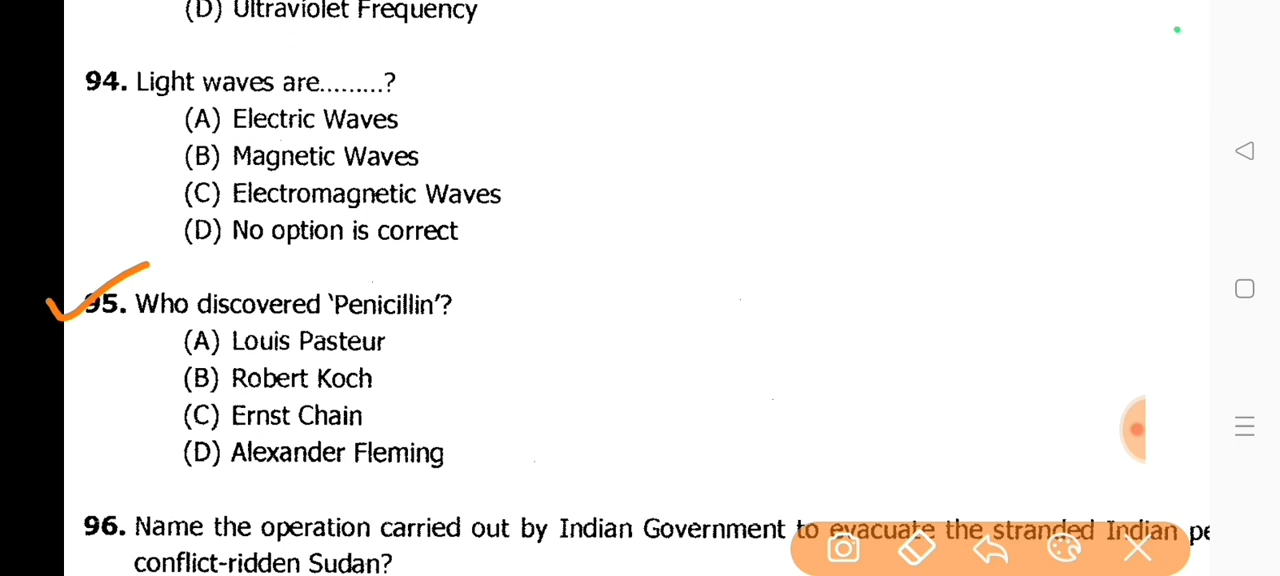 (D) Ultraviolet Frequency
94. Light waves are.........?
(A) Electric Waves
(B) Magnetic Waves
(C) Electromagnetic Waves
(D) No option is correct
95. Who discovered ‘Penicillin’?
(A) Louis Pasteur
(B) Robert Koch
(C) Ernst Chain
(D) Alexander Fleming
96. Name the operation carried out by Indian Government to evacuate the stranded Indian pe
conflict-ridden Sudan?